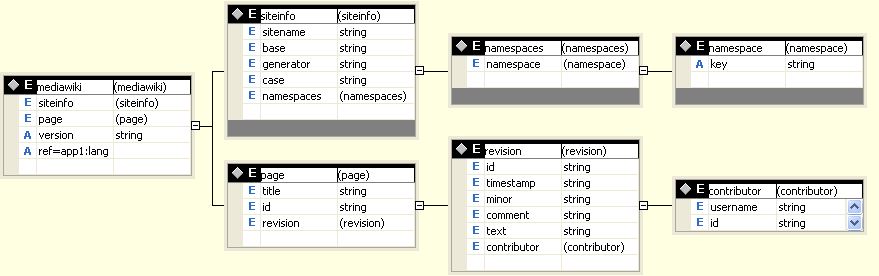 E mediawiki (mediawiki)
E siteinfo (siteinfo)
E page (page)
A version string
A ref=app1:lang
E siteinfo (siteinfo)
E sitename string
E base string
E generator string
E case string
E namespaces (namespaces)
E page (page)
E title string
E id string
E revision (revision)
E namespaces (namespaces)
E namespace (namespace)
E revision (revision)
E id string
E timestamp string
E minor string
E comment string
E text string
E contributor (contributor)
E namespace (namespace)
A key string
E contributor (contributor)
E username string
E id string